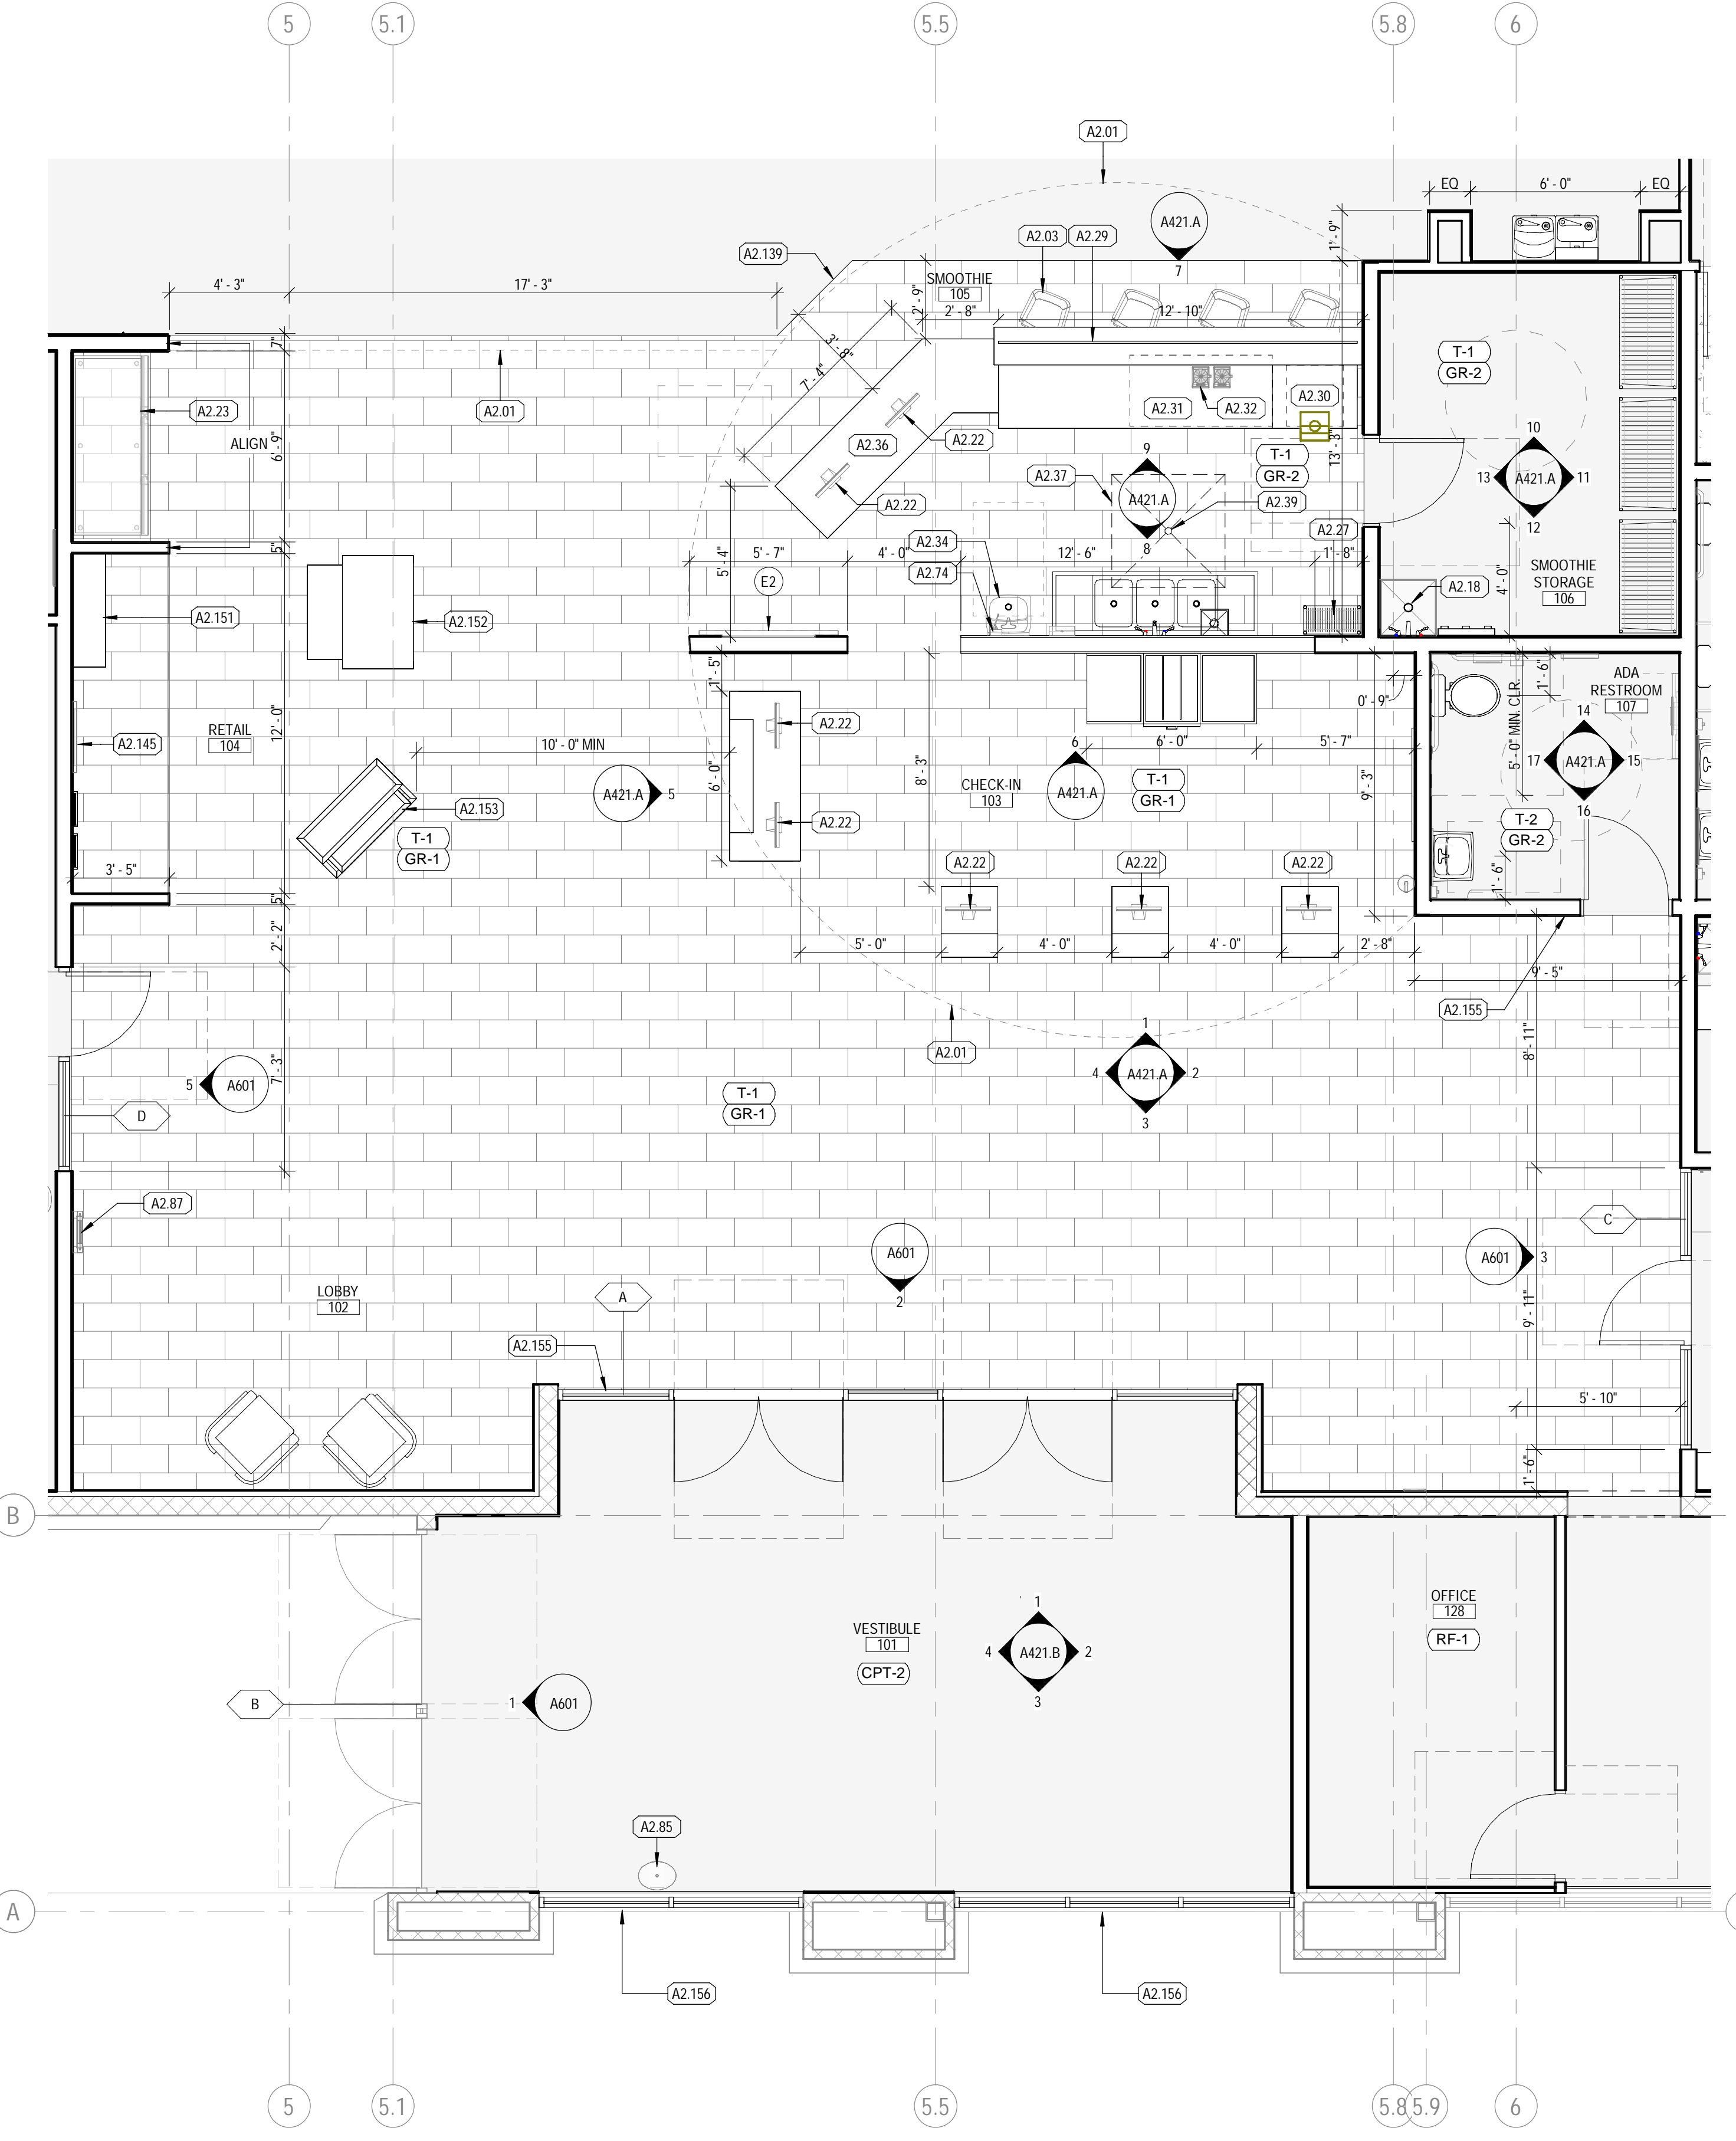 5
5.1
5.5
5.8
6
A2.01
EQ
6' - 0"
EQ
A421.A
7
A2.03
A2.29
1' - 9"
A2.139
SMOOTHIE
105
4' - 3"
17' - 3"
2' - 9"
2' - 8"
12' - 10"
7"
3' - 8"
7' - 4"
T-1
GR-2
A2.23
A2.01
A2.31
A2.32
A2.30
ALIGN
6' - 9"
A2.36
A2.22
10
13
A421.A
11
12
9
A421.A
8
T-1
GR-2
13' - 3"
A2.37
A2.39
A2.22
A2.27
A2.34
5"
5' - 4"
5' - 7"
4' - 0"
12' - 6"
1' - 8"
A2.74
E2
SMOOTHIE
STORAGE
106
4' - 0"
A2.18
A2.151
A2.152
1' - 5"
0' - 9"
5' - 0" MIN. CLR.
1' - 6"
ADA
RESTROOM
107
RETAIL
104
12' - 0"
A2.145
10' - 0" MIN
A2.22
6' - 0"
8' - 3"
6
A421.A
6' - 0"
5' - 7"
14
17
A421.A
15
16
A421.A
5
CHECK-IN
103
T-1
GR-1
9' - 3"
A2.153
A2.22
T-1
GR-1
T-2
GR-2
3' - 5"
A2.22
A2.22
A2.22
1' - 6"
5"
2' - 2"
5' - 0"
4' - 0"
4' - 0"
2' - 8"
9' - 5"
A2.155
A2.01
8' - 11"
1
4
A421.A
2
3
7' - 3"
5
A601
T-1
GR-1
D
A2.87
C
A601
2
A601
3
LOBBY
102
A
9' - 11"
A2.155
5' - 10"
1' - 6"
B
OFFICE
128
RF-1
VESTIBULE
101
CPT-2
1
4
A421.B
2
3
B
1
A601
A2.85
A
A2.156
A2.156
5
5.1
5.5
5.8
5.9
6